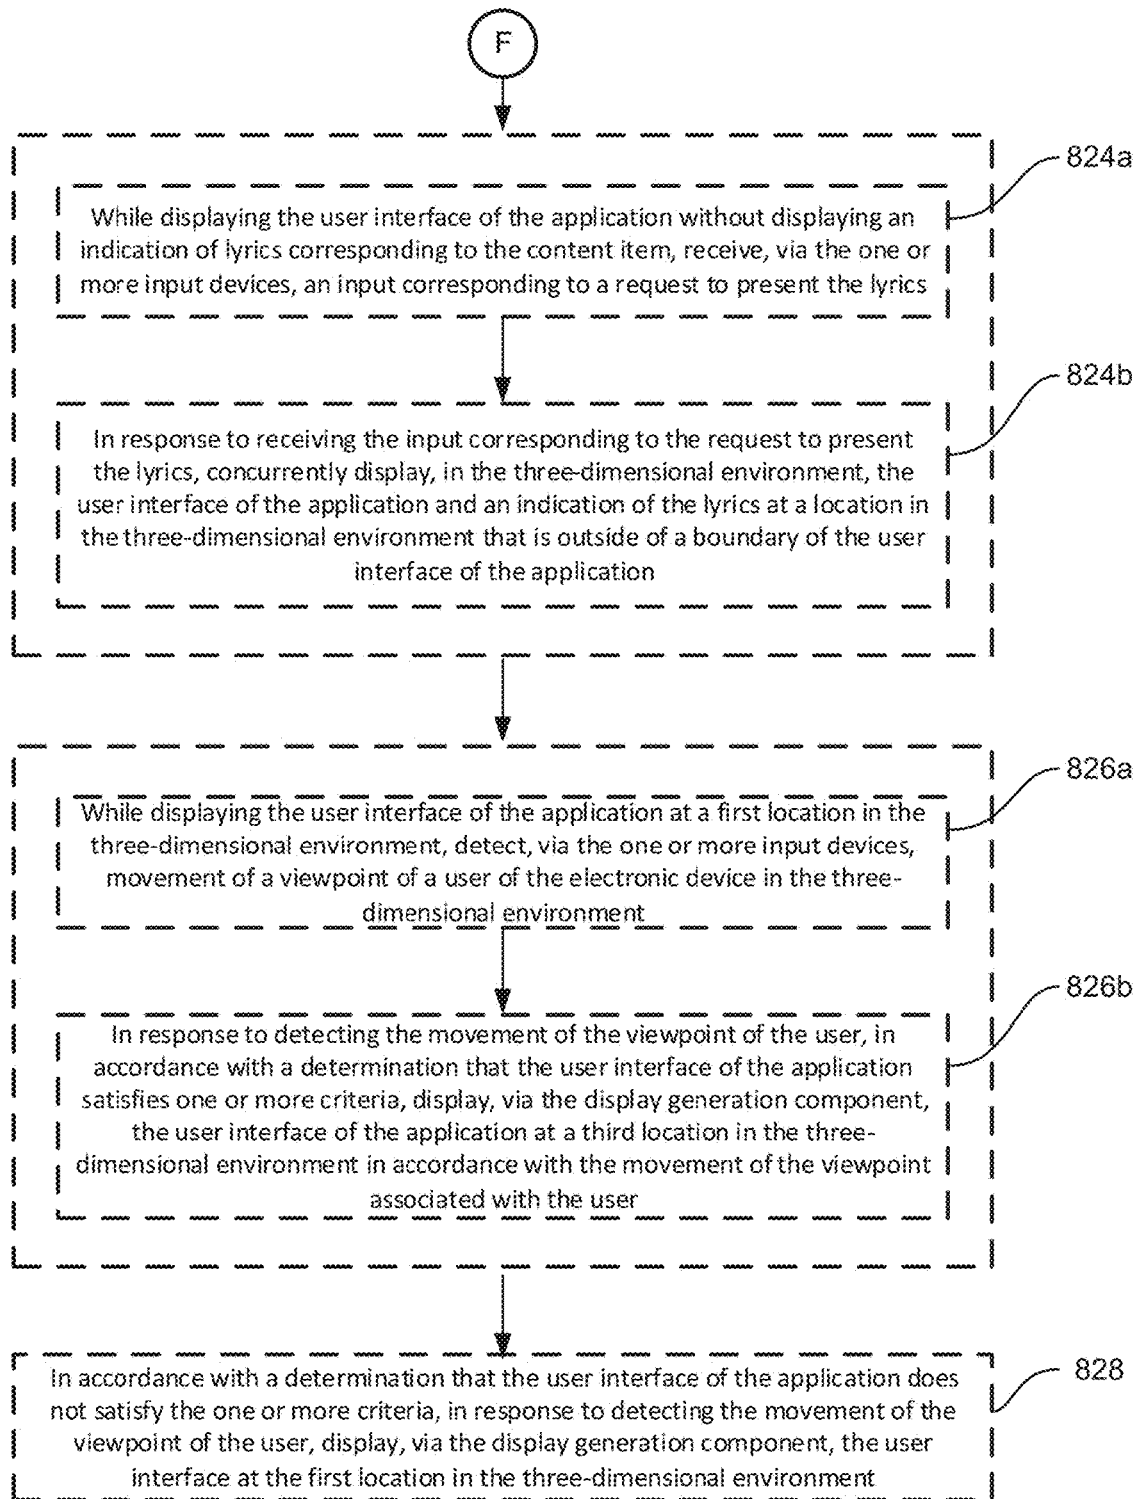 F
824a
While displaying the user interface of the application without displaying an
indication of lyrics corresponding to the content item, receive, via the one or
more input devices, an input corresponding to a request to present the lyrics
824b
In response to receiving the input corresponding to the request to present
the lyrics, concurrently display, in the three-dimensional environment, the
user interface of the application and an indication of the lyrics at a location in
the three-dimensional environment that is outside of a boundary of the user
interface of the application
826a
While displaying the user interface of the application at a first location in the
three-dimensional environment, detect, via the one or more input devices,
movement of a viewpoint of a user of the electronic device in the three-
dimensional environment
826b
In response to detecting the movement of the viewpoint of the user, in
accordance with a determination that the user interface of the application
satisfies one or more criteria, display, via the display generation component,
the user interface of the application at a third location in the three-
dimensional environment in accordance with the movement of the viewpoint
associated with the user
828
In accordance with a determination that the user interface of the application does
not satisfy the one or more criteria, in response to detecting the movement of the
viewpoint of the user, display, via the display generation component, the user
interface at the first location in the three-dimensional environment